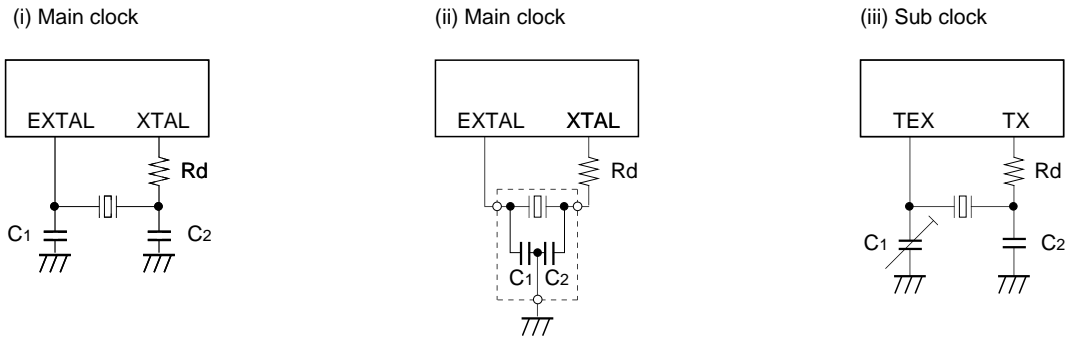 (i) Main clock
(ii) Main clock
(iii) Sub clock
EXTAL XTAL
EXTAL XTAL
TEX TX
Rd
Rd
Rd
C1 C2
C1 C2
C1 C2